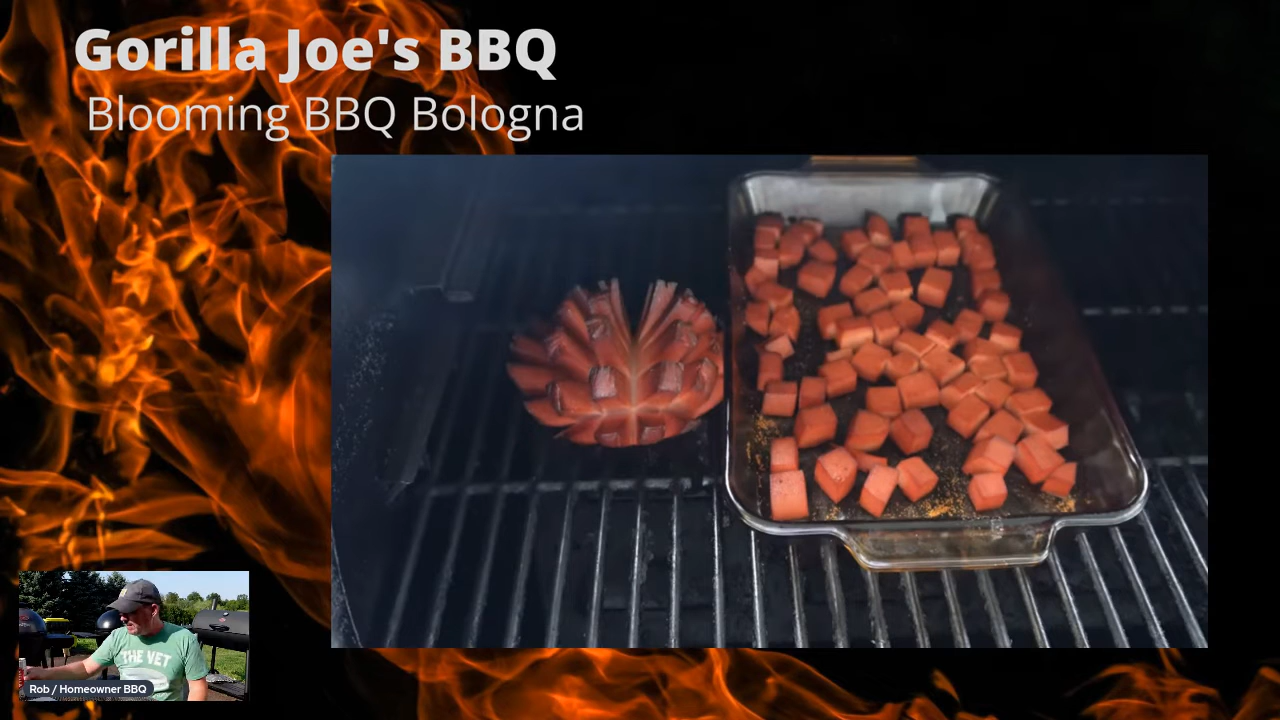 Gorilla Joe's BBQ
Blooming BBQ Bologna
THE VET
Rob / Homeowner BBQ